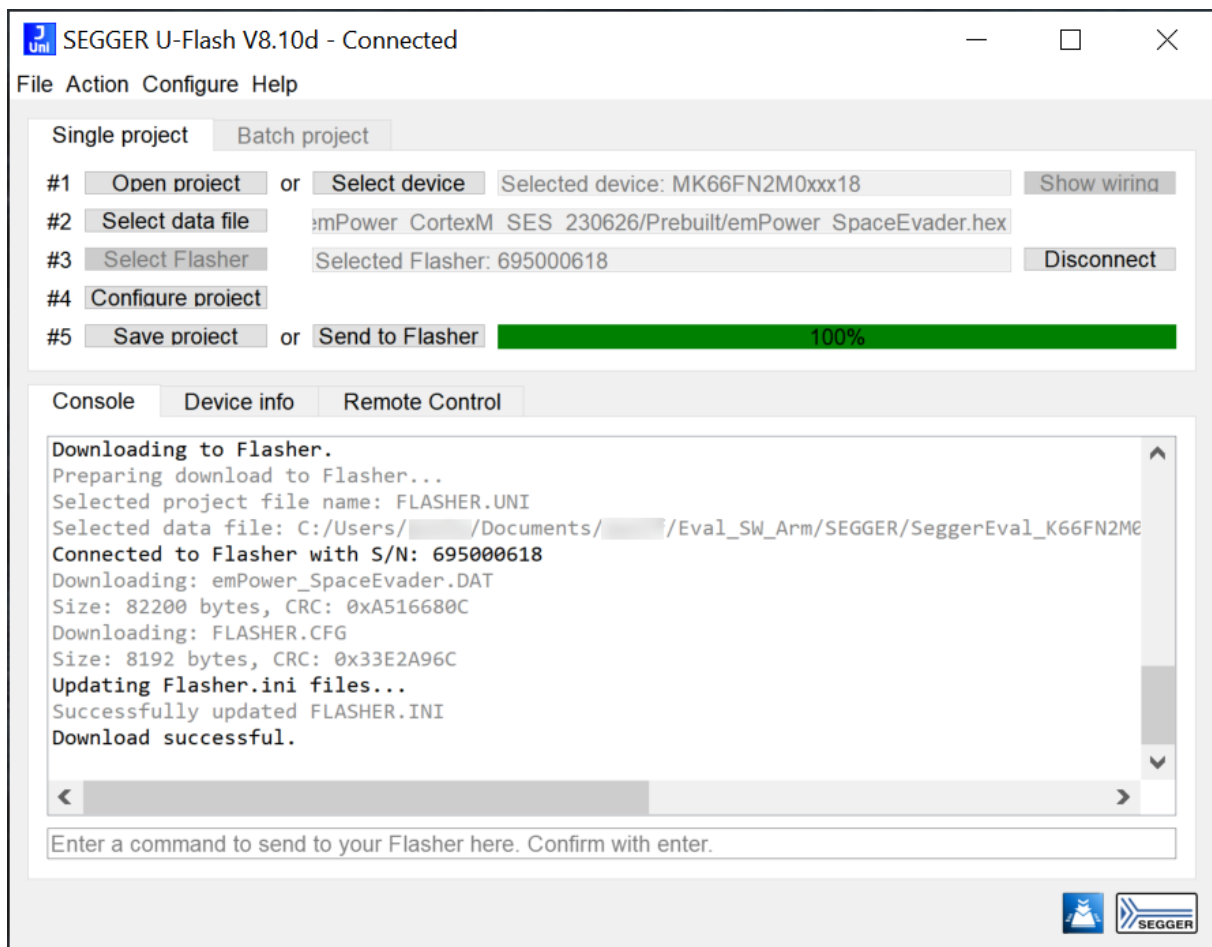 J
Uni
SEGGER U-Flash V8.10d - Connected
File Action Configure Help
Single project Batch project
#1 Open project or Select device Selected device: MK66FN2M0xxx18 Show wiring
#2 Select data file emPower_CortexM_SES_230626/Prebuilt/emPower_SpaceEvader.hex
#3 Select Flasher Selected Flasher: 695000618 Disconnect
#4 Configure project
#5 Save project or Send to Flasher 100%
Console Device info Remote Control
Downloading to Flasher.
Preparing download to Flasher...
Selected project file name: FLASHER.UNI
Selected data file: C:/Users/ /Documents/ /Eval_SW_Arm/SEGGER/SeggerEval_K66FN2M0
Connected to Flasher with S/N: 695000618
Downloading: emPower_SpaceEvader.DAT
Size: 82200 bytes, CRC: 0xA516680C
Downloading: FLASHER.CFG
Size: 8192 bytes, CRC: 0x33E2A96C
Updating Flasher.ini files...
Successfully updated FLASHER.INI
Download successful.
Enter a command to send to your Flasher here. Confirm with enter.
SEGGER